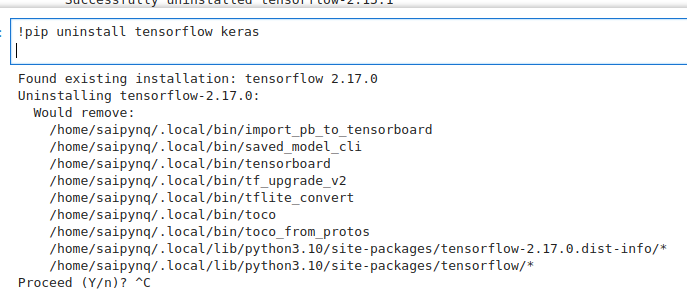 Successfully uninstalled tensorflow-2.15.1
!pip uninstall tensorflow keras
Found existing installation: tensorflow 2.17.0
Uninstalling tensorflow-2.17.0:
  Would remove:
    /home/saipynq/.local/bin/import_pb_to_tensorboard
    /home/saipynq/.local/bin/saved_model_cli
    /home/saipynq/.local/bin/tensorboard
    /home/saipynq/.local/bin/tf_upgrade_v2
    /home/saipynq/.local/bin/tflite_convert
    /home/saipynq/.local/bin/toco
    /home/saipynq/.local/bin/toco_from_protos
    /home/saipynq/.local/lib/python3.10/site-packages/tensorflow-2.17.0.dist-info/*
    /home/saipynq/.local/lib/python3.10/site-packages/tensorflow/*
Proceed (Y/n)? ^C